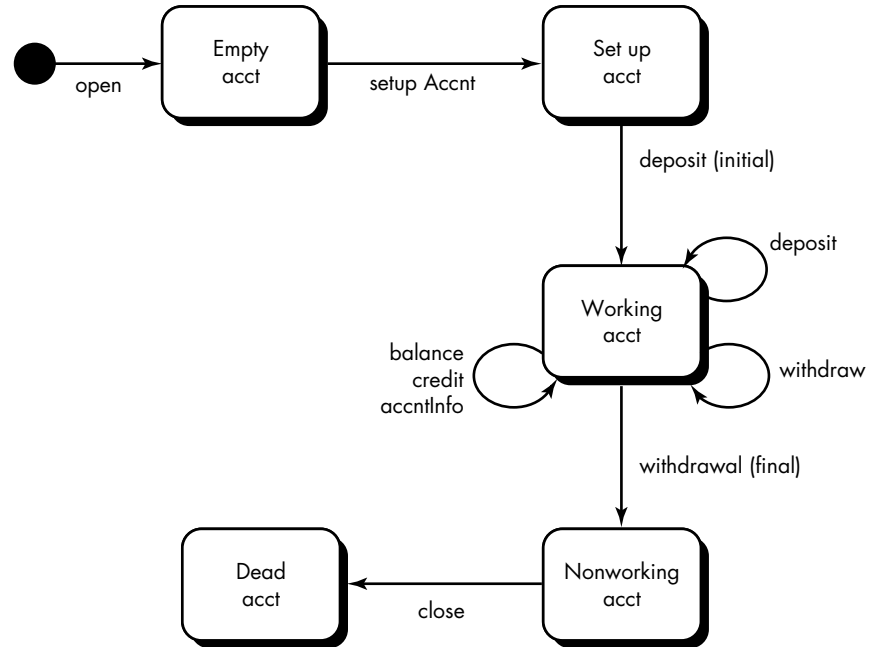 Empty
acct
Set up
acct
open
setup Accnt
deposit (initial)
deposit
Working
acct
balance
credit
accntInfo
withdraw
withdrawal (final)
Dead
acct
Nonworking
acct
close